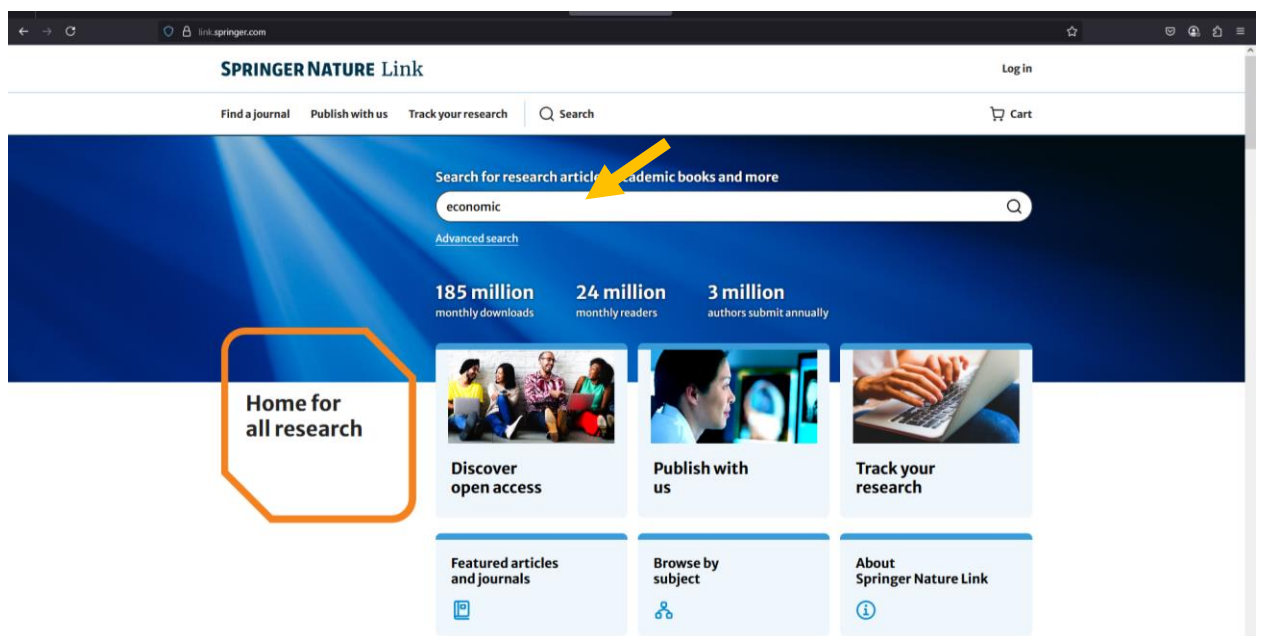 link.springer.com
SPRINGER NATURE Link
Log in
Find a journal Publish with us Track your research Search Cart
Search for research article ademic books and more
economic
Advanced search
185 million 24 million 3 million
monthly downloads monthly readers authors submit annually
Home for
all research
Discover
open access
Publish with
us
Track your
research
Featured articles
and journals
Browse by
subject
About
Springer Nature Link